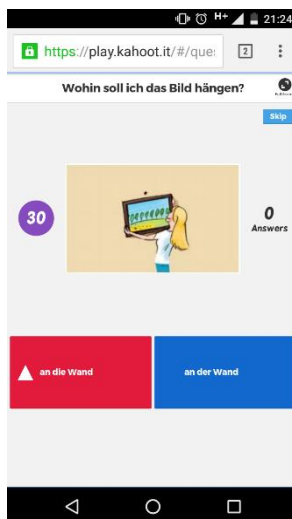 H+ 21:24
https://play.kahoot.it/#/que:
2
Wohin soll ich das Bild hängen?
Skip
30
0
Answers
an die Wand
an der Wand